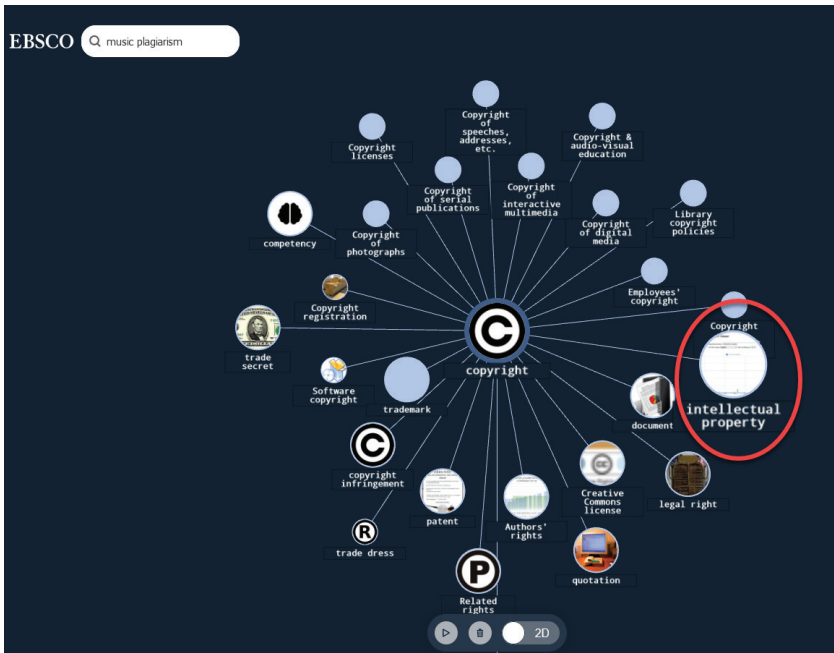 EBSCO
music plagiarism
Copyright
of
speeches,
addresses,
etc.
Copyright
licenses
Copyright &
audio-visual
education
Copyright
of serial
publications
Copyright
of
interactive
multimedia
Library
copyright
policies
competency
Copyright
of
photographs
Copyright
of digital
media
Employees'
copyright
Copyright
registration
Copyright
trade
secret
C
copyright
Software
copyright
trademark
document
intellectual
property
C
copyright
infringement
patent
Authors'
rights
CC
Creative
Commons
license
legal right
R
trade dress
P
Related
rights
quotation
2D